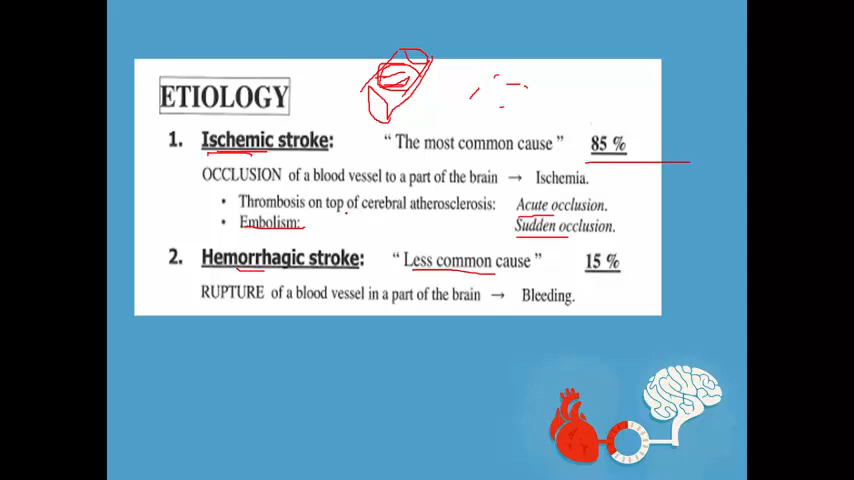 ETIOLOGY
1. Ischemic stroke: “ The most common cause ” 85 %
OCCLUSION of a blood vessel to a part of the brain → Ischemia.
• Thrombosis on top of cerebral atherosclerosis: Acute occlusion.
• Embolism: Sudden occlusion.
2. Hemorrhagic stroke: “ Less common cause ” 15 %
RUPTURE of a blood vessel in a part of the brain → Bleeding.